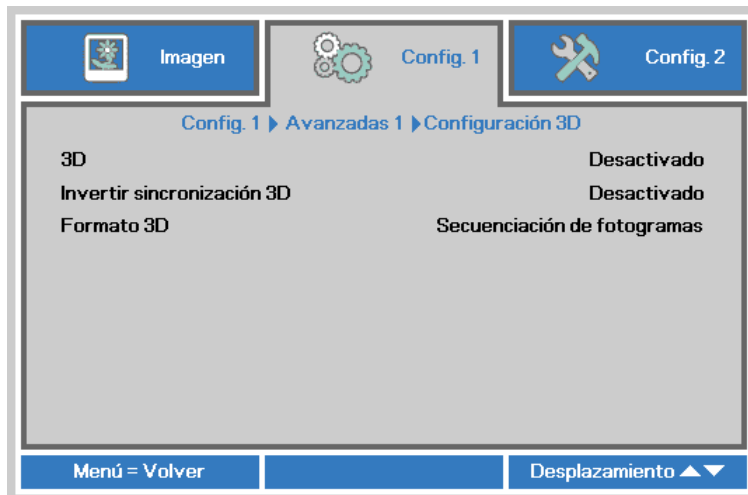 Imagen
Config. 1
Config. 2
Config. 1 Avanzadas 1 Configuración 3D
3D Desactivado
Invertir sincronización 3D Desactivado
Formato 3D Secuenciación de fotogramas
Menú = Volver
Desplazamiento